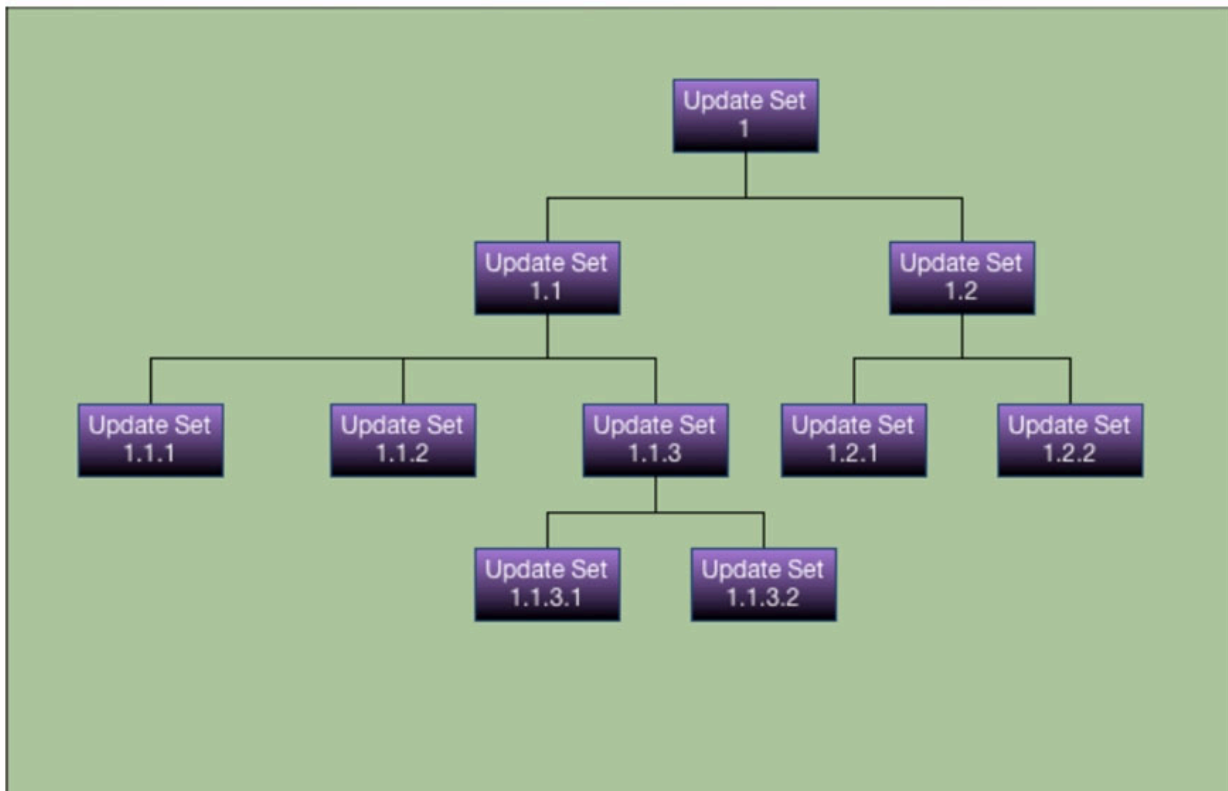 Update Set
1
Update Set
1.1
Update Set
1.2
Update Set
1.1.1
Update Set
1.1.2
Update Set
1.1.3
Update Set
1.2.1
Update Set
1.2.2
Update Set
1.1.3.1
Update Set
1.1.3.2